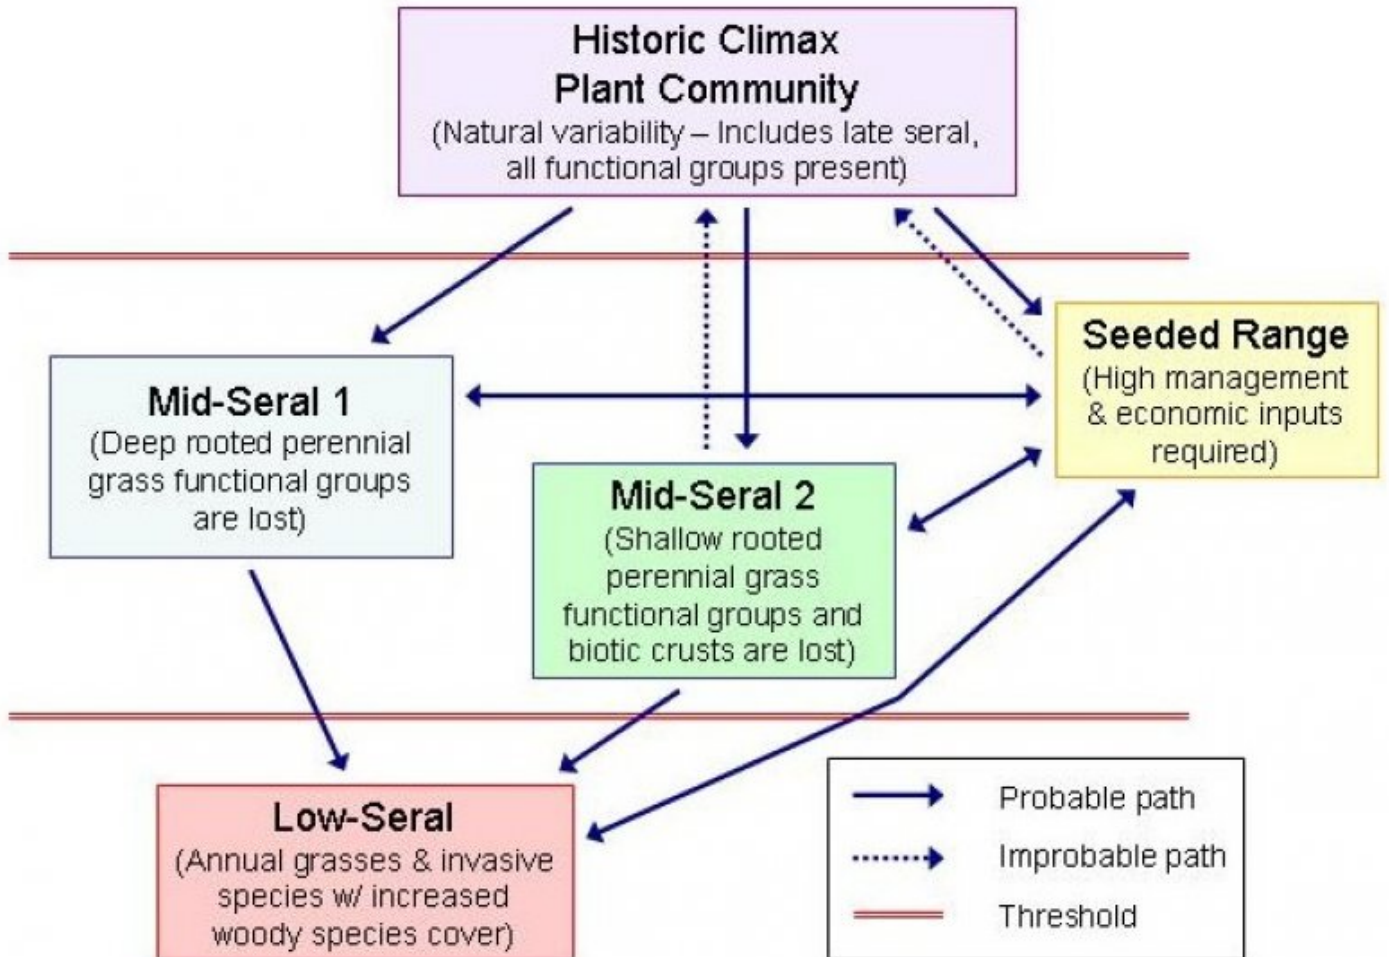 Historic Climax
Plant Community
(Natural variability – Includes late seral,
all functional groups present)
Seeded Range
(High management
& economic inputs
required)
Mid-Seral 1
(Deep rooted perennial
grass functional groups
are lost)
Mid-Seral 2
(Shallow rooted
perennial grass
functional groups and
biotic crusts are lost)
Low-Seral
(Annual grasses & invasive
species w/ increased
woody species cover)
Probable path
Improbable path
Threshold